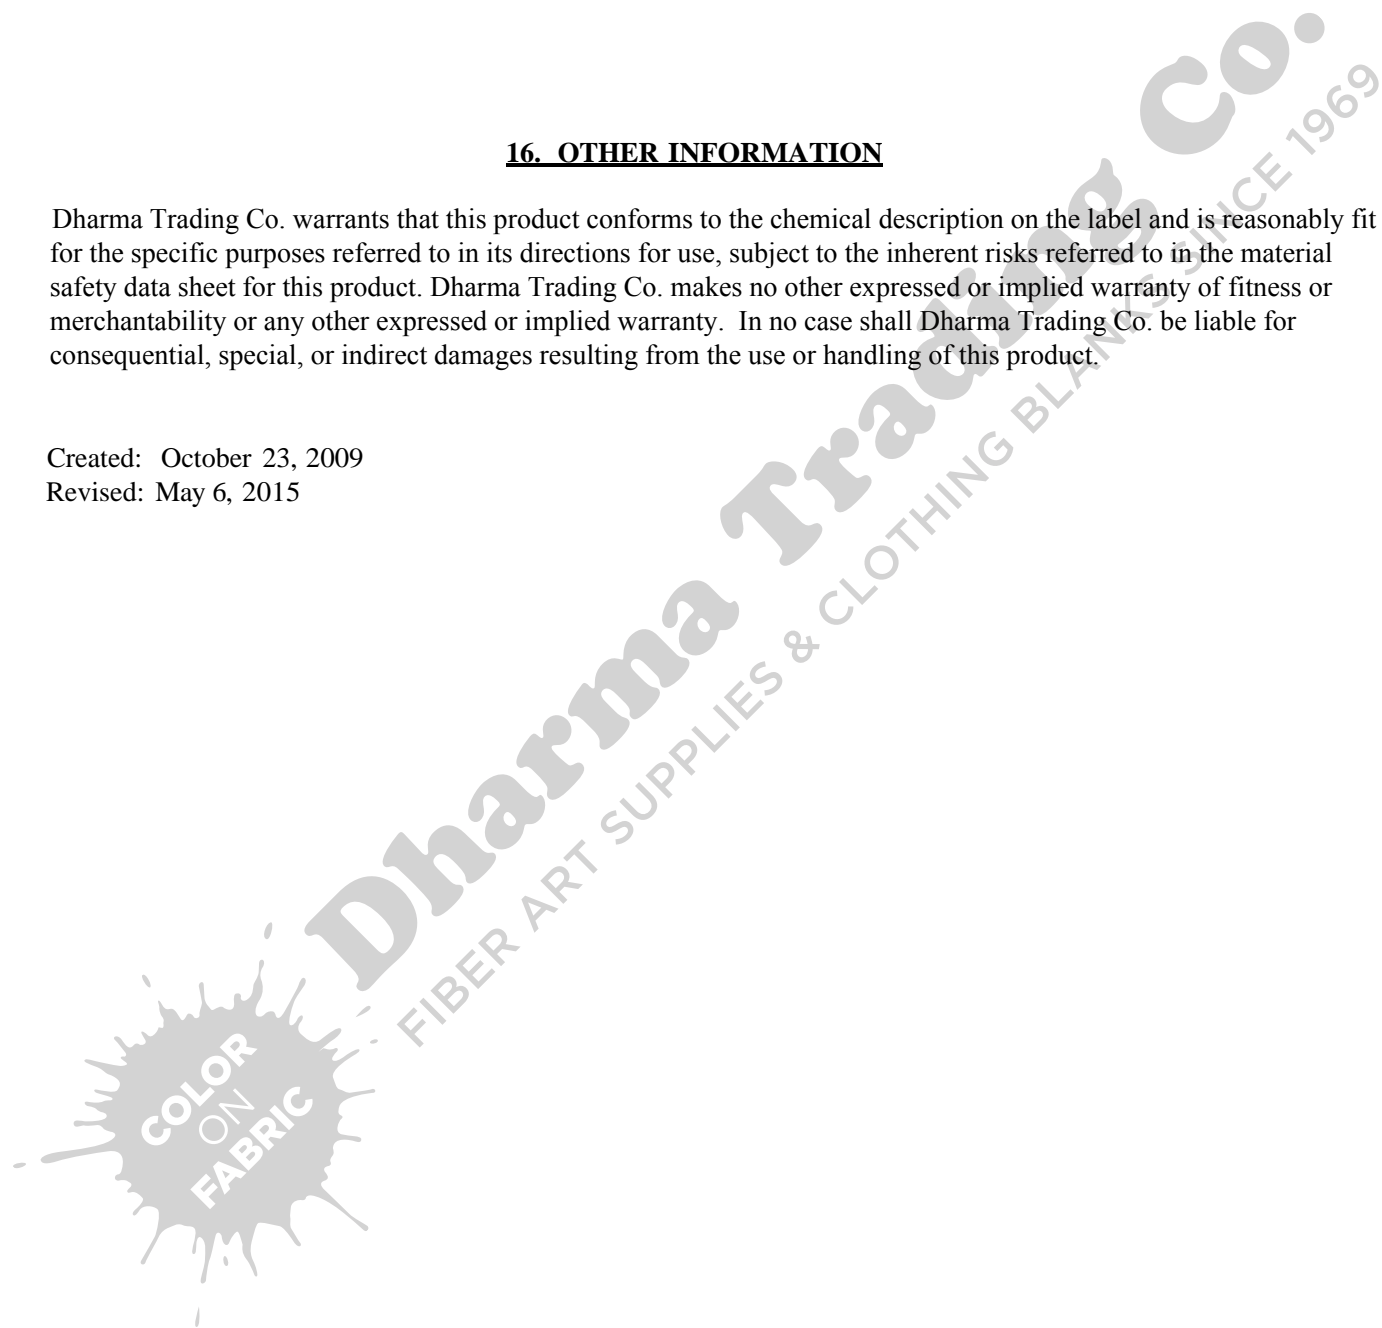 16. OTHER INFORMATION
Dharma Trading Co. warrants that this product conforms to the chemical description on the label and is reasonably fit
for the specific purposes referred to in its directions for use, subject to the inherent risks referred to in the material
safety data sheet for this product. Dharma Trading Co. makes no other expressed or implied warranty of fitness or
merchantability or any other expressed or implied warranty. In no case shall Dharma Trading Co. be liable for
consequential, special, or indirect damages resulting from the use or handling of this product.
Created: October 23, 2009
Revised: May 6, 2015
Dharma Trading Co.
FIBER ART SUPPLIES & CLOTHING BLANKS SINCE 1969
COLOR
ON
FABRIC